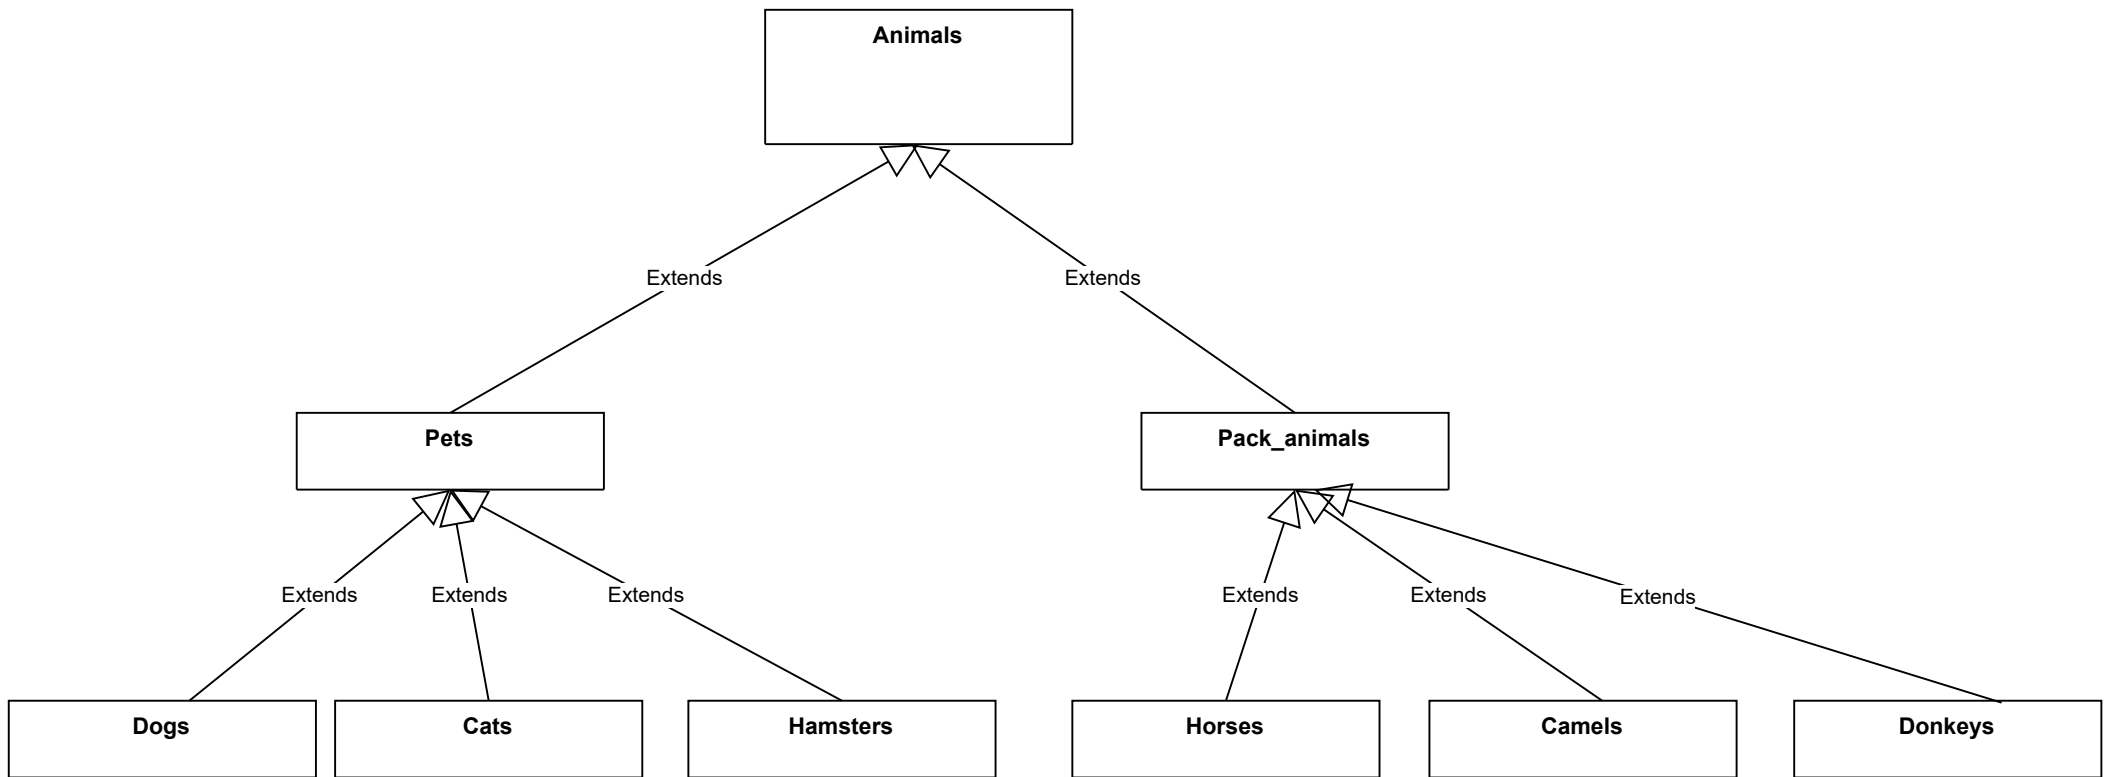 Animals
Extends
Extends
Pets
Pack_animals
Extends
Extends
Extends
Extends
Extends
Extends
Dogs
Cats
Hamsters
Horses
Camels
Donkeys